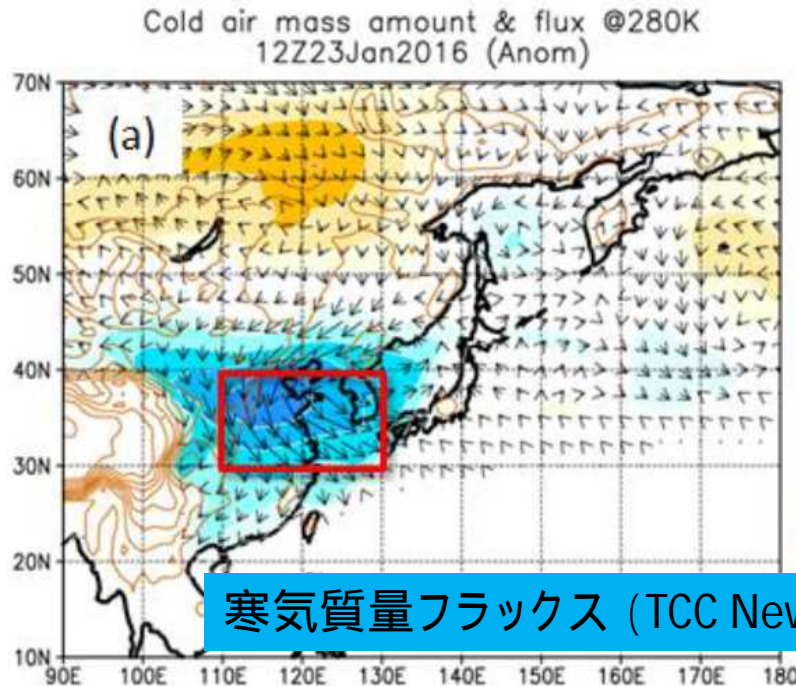 Cold air mass amount & flux @280K
12Z23Jan2016 (Anom)
(a)
70N
60N
50N
40N
30N
20N
10N
寒気質量フラックス (TCC New
90E 100E 110E 120E 130E 140E 150E 160E 170E 180